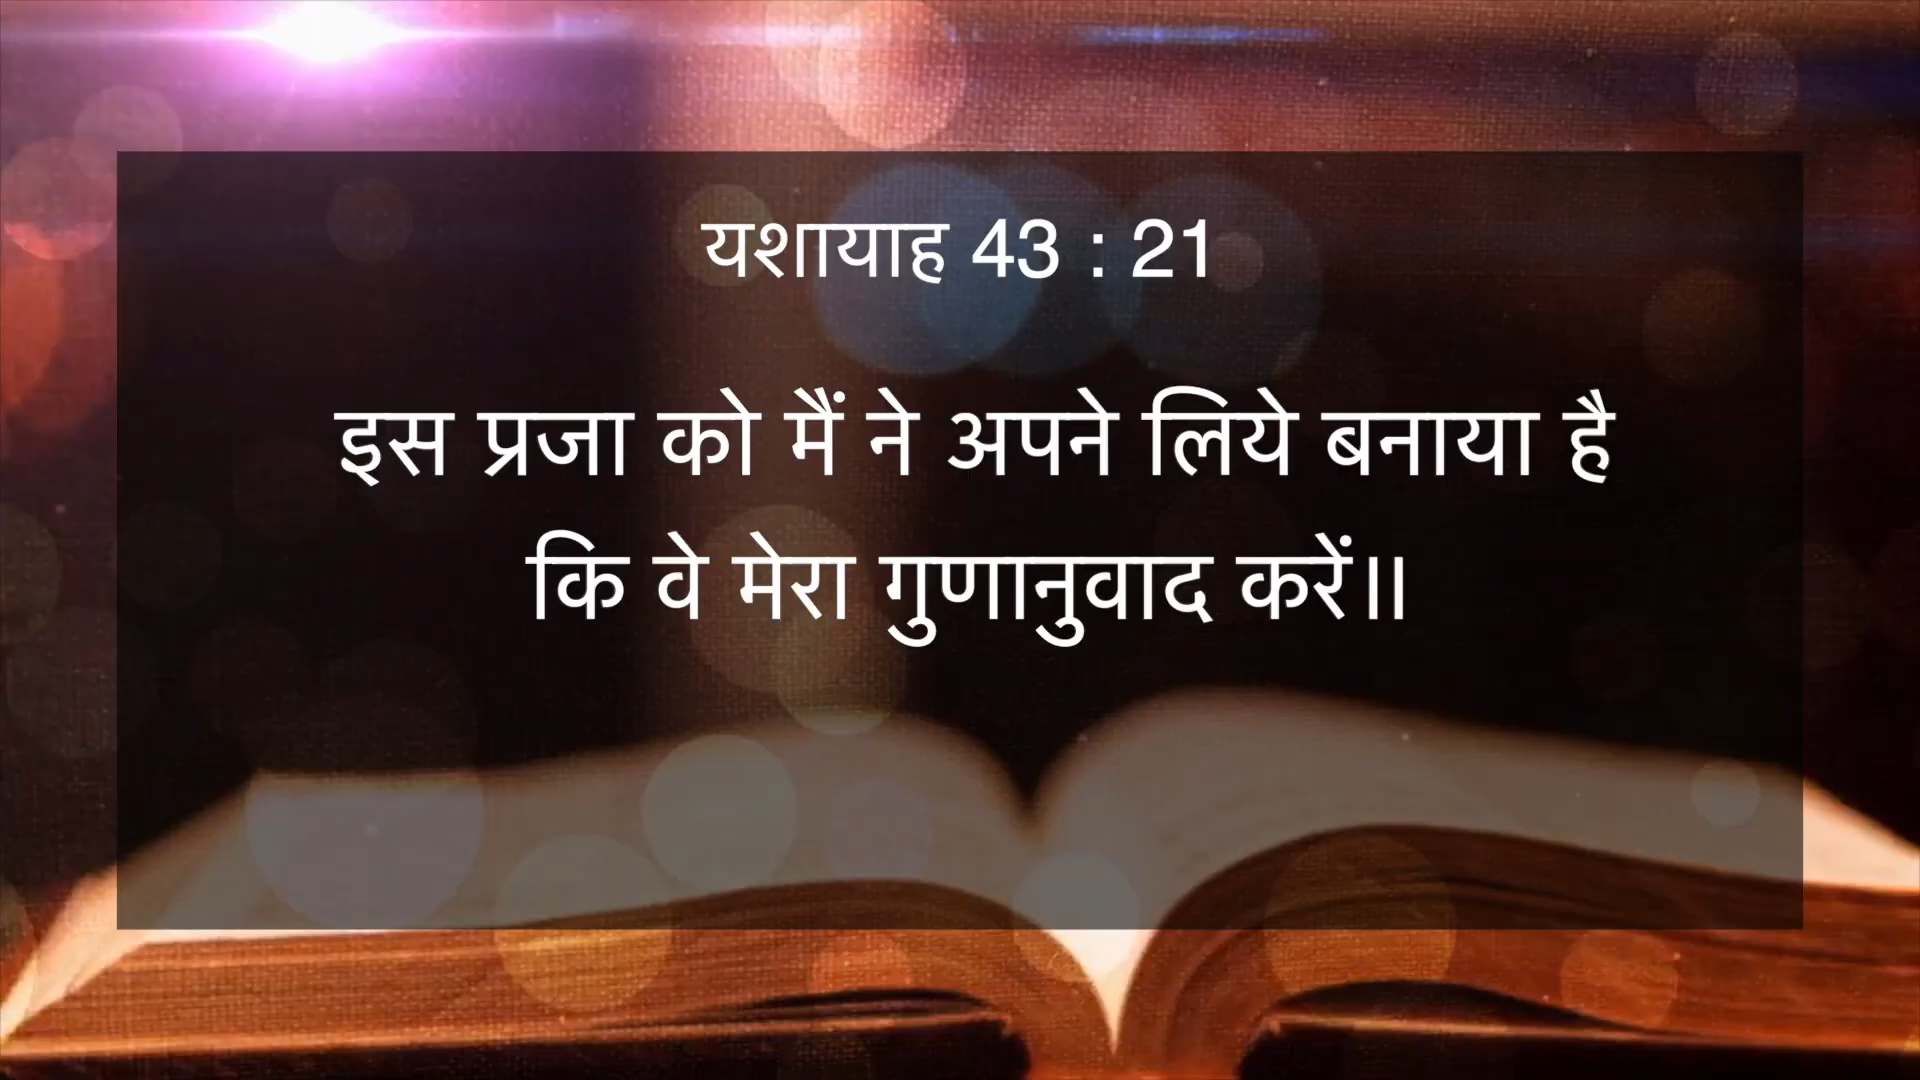 यशायाह 43 : 21
इस प्रजा को मैं ने अपने लिये बनाया है
कि वे मेरा गुणानुवाद करें॥